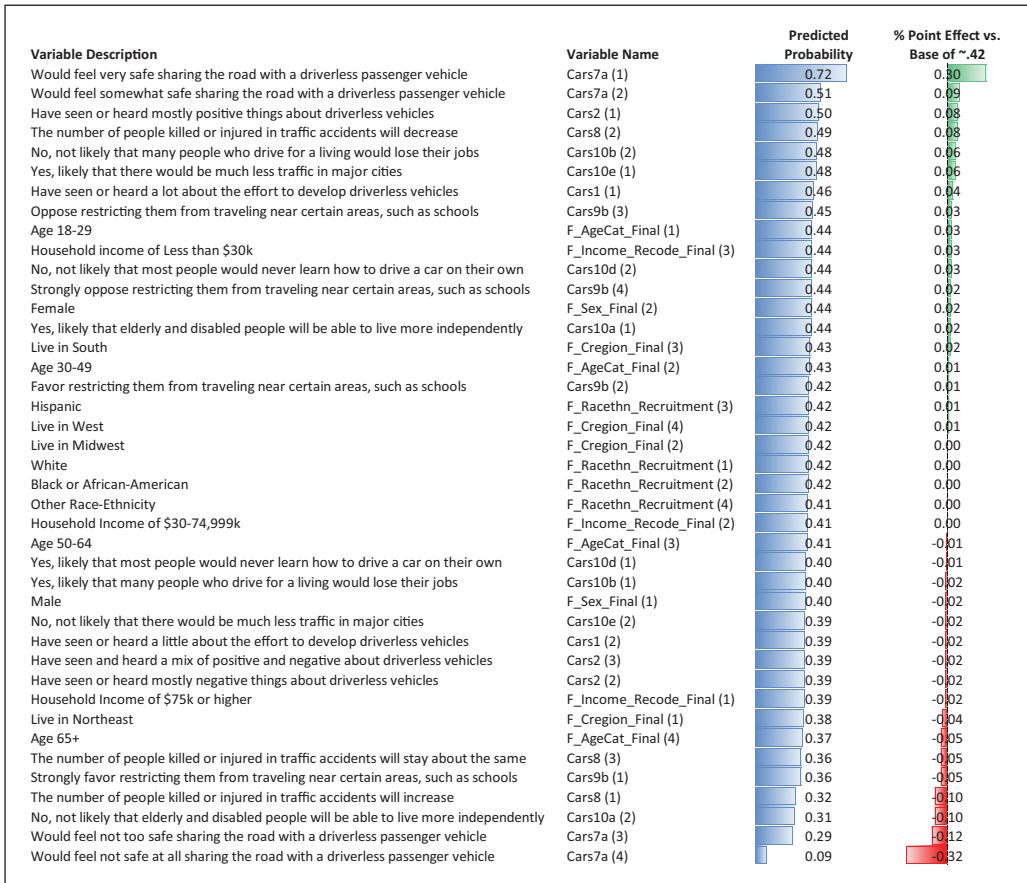 Predicted % Point Effect vs.
Variable Description Variable Name Probability Base of ~.42
Would feel very safe sharing the road with a driverless passenger vehicle Cars7a (1) 0.72 0.30
Would feel somewhat safe sharing the road with a driverless passenger vehicle Cars7a (2) 0.51 0.09
Have seen or heard mostly positive things about driverless vehicles Cars2 (1) 0.50 0.08
The number of people killed or injured in traffic accidents will decrease Cars8 (2) 0.49 0.08
No, not likely that many people who drive for a living would lose their jobs Cars10b (2) 0.48 0.06
Yes, likely that there would be much less traffic in major cities Cars10e (1) 0.48 0.06
Have seen or heard a lot about the effort to develop driverless vehicles Cars1 (1) 0.46 0.04
Oppose restricting them from traveling near certain areas, such as schools Cars9b (3) 0.45 0.03
Age 18-29 F_AgeCat_Final (1) 0.44 0.03
Household income of Less than $30k F_Income_Recode_Final (3) 0.44 0.03
No, not likely that most people would never learn how to drive a car on their own Cars10d (2) 0.44 0.03
Strongly oppose restricting them from traveling near certain areas, such as schools Cars9b (4) 0.44 0.02
Female F_Sex_Final (2) 0.44 0.02
Yes, likely that elderly and disabled people will be able to live more independently Cars10a (1) 0.44 0.02
Live in South F_Cregion_Final (3) 0.43 0.02
Age 30-49 F_AgeCat_Final (2) 0.43 0.01
Favor restricting them from traveling near certain areas, such as schools Cars9b (2) 0.42 0.01
Hispanic F_Racethn_Recruitment (3) 0.42 0.01
Live in West F_Cregion_Final (4) 0.42 0.01
Live in Midwest F_Cregion_Final (2) 0.42 0.00
White F_Racethn_Recruitment (1) 0.42 0.00
Black or African-American F_Racethn_Recruitment (2) 0.42 0.00
Other Race-Ethnicity F_Racethn_Recruitment (4) 0.41 0.00
Household Income of $30-74,999k F_Income_Recode_Final (2) 0.41 0.00
Age 50-64 F_AgeCat_Final (3) 0.41 -0.01
Yes, likely that most people would never learn how to drive a car on their own Cars10d (1) 0.40 -0.01
Yes, likely that many people who drive for a living would lose their jobs Cars10b (1) 0.40 -0.02
Male F_Sex_Final (1) 0.40 -0.02
No, not likely that there would be much less traffic in major cities Cars10e (2) 0.39 -0.02
Have seen or heard a little about the effort to develop driverless vehicles Cars1 (2) 0.39 -0.02
Have seen and heard a mix of positive and negative about driverless vehicles Cars2 (3) 0.39 -0.02
Have seen or heard mostly negative things about driverless vehicles Cars2 (2) 0.39 -0.02
Household Income of $75k or higher F_Income_Recode_Final (1) 0.39 -0.02
Live in Northeast F_Cregion_Final (1) 0.38 -0.04
Age 65+ F_AgeCat_Final (4) 0.37 -0.05
The number of people killed or injured in traffic accidents will stay about the same Cars8 (3) 0.36 -0.05
Strongly favor restricting them from traveling near certain areas, such as schools Cars9b (1) 0.36 -0.05
The number of people killed or injured in traffic accidents will increase Cars8 (1) 0.32 -0.10
No, not likely that elderly and disabled people will be able to live more independently Cars10a (2) 0.31 -0.10
Would feel not too safe sharing the road with a driverless passenger vehicle Cars7a (3) 0.29 -0.12
Would feel not safe at all sharing the road with a driverless passenger vehicle Cars7a (4) 0.09 -0.32